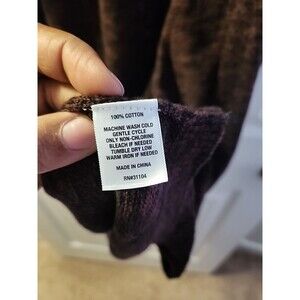 100% COTTON
MACHINE WASH COLD
GENTLE CYCLE
ONLY NON-CHLORINE
BLEACH IF NEEDED
TUMBLE DRY LOW
WARM IRON IF NEEDED
MADE IN CHINA
RN#31104